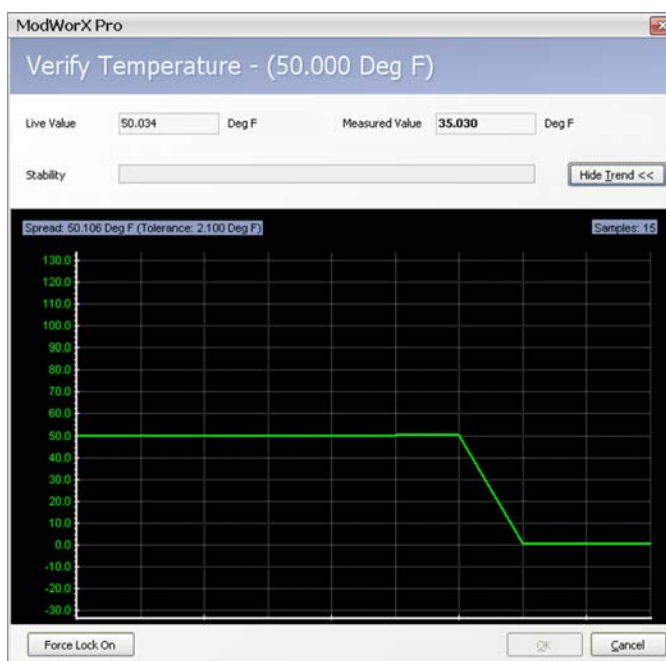 ModWorX Pro
Verify Temperature - (50.000 Deg F)
Live Value 50.034 Deg F Measured Value 35.030 Deg F
Stability Hide Trend <<
Spread: 50.106 Deg F (Tolerance: 2.100 Deg F) Samples: 15
130.0
120.0
110.0
100.0
90.0
80.0
70.0
60.0
50.0
40.0
30.0
20.0
10.0
0.0
-10.0
-20.0
-30.0
Force Lock On OK Cancel